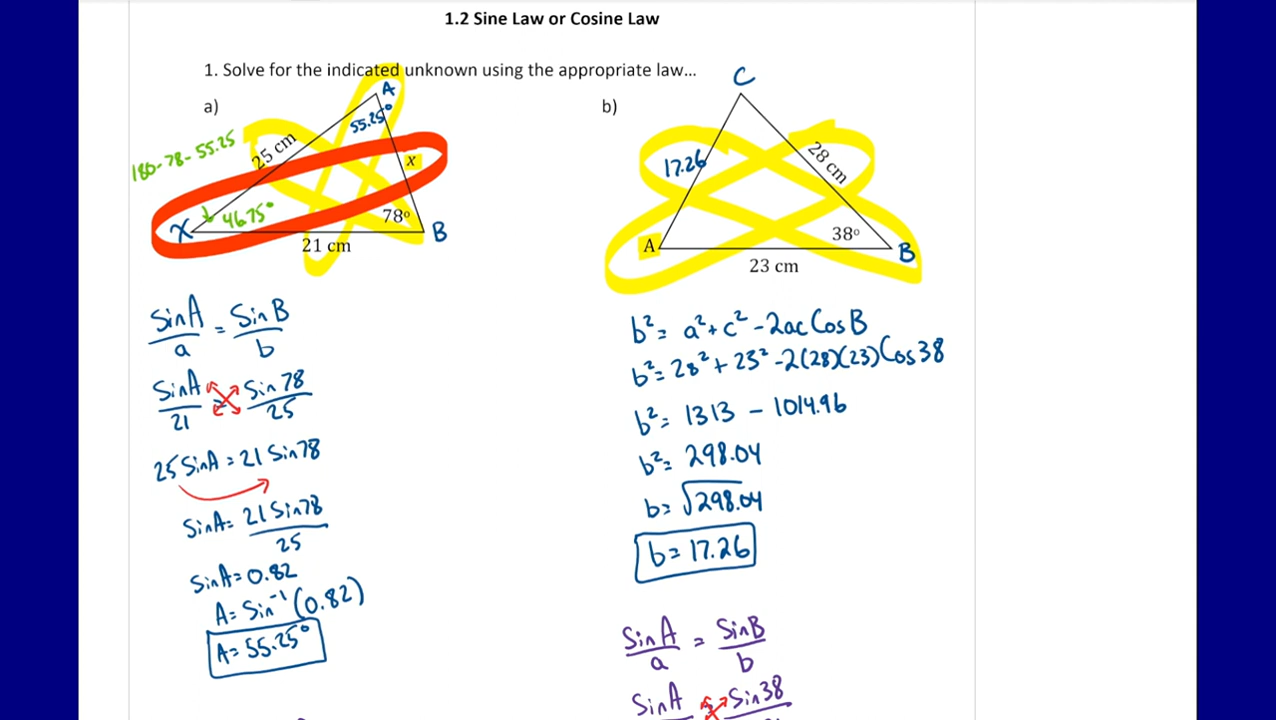 1.2 Sine Law or Cosine Law
1. Solve for the indicated unknown using the appropriate law...
a)
180-78-55.25
25 cm
A
55.25°
x
X
46.75°
78°
B
21 cm
SinA/a = SinB/b
SinA/21 = Sin78/25
25 SinA = 21 Sin78
SinA = 21 Sin78/25
SinA = 0.82
A = Sin⁻¹(0.82)
A = 55.25°
b)
C
17.26
28 cm
A
38°
B
23 cm
b² = a² + c² - 2ac CosB
b² = 28² + 23² - 2(28)(23)Cos38
b² = 1313 - 1014.96
b² = 298.04
b = √298.04
b = 17.26
SinA/a = SinB/b
SinA Sin38